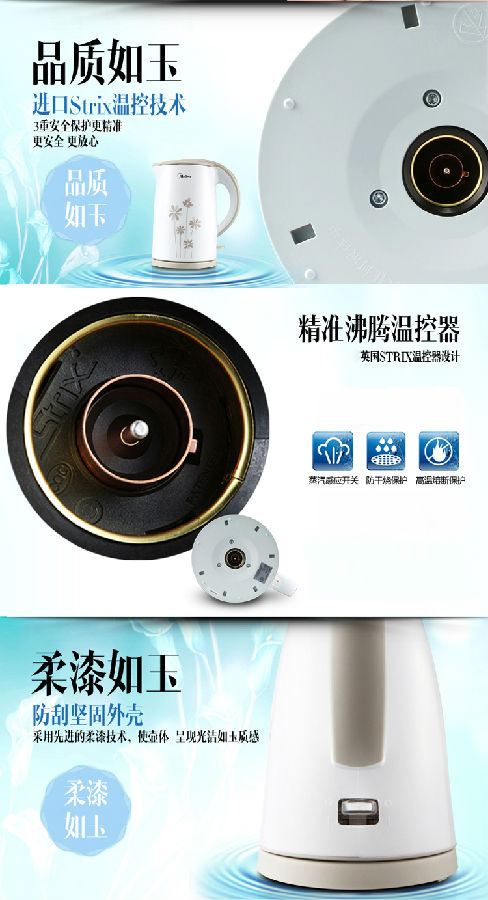 品质如玉
进口Strix温控技术
3重安全保护更精准
更安全 更放心
品质
如玉
Midea
精准沸腾温控器
英国STRIX温控器设计
Strix
蒸汽感应开关 防干烧保护 高温熔断保护
柔漆如玉
防刮坚固外壳
采用先进的柔漆技术，使壶体 呈现光洁如玉质感
柔漆
如玉